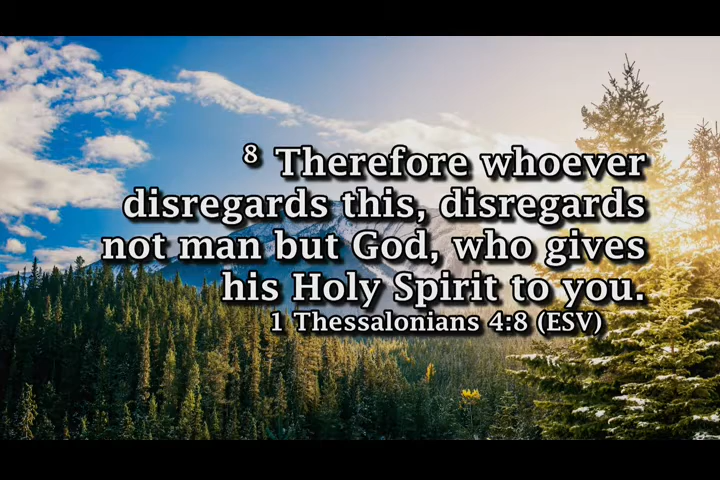 8 Therefore whoever
disregards this, disregards
not man but God, who gives
his Holy Spirit to you.
1 Thessalonians 4:8 (ESV)